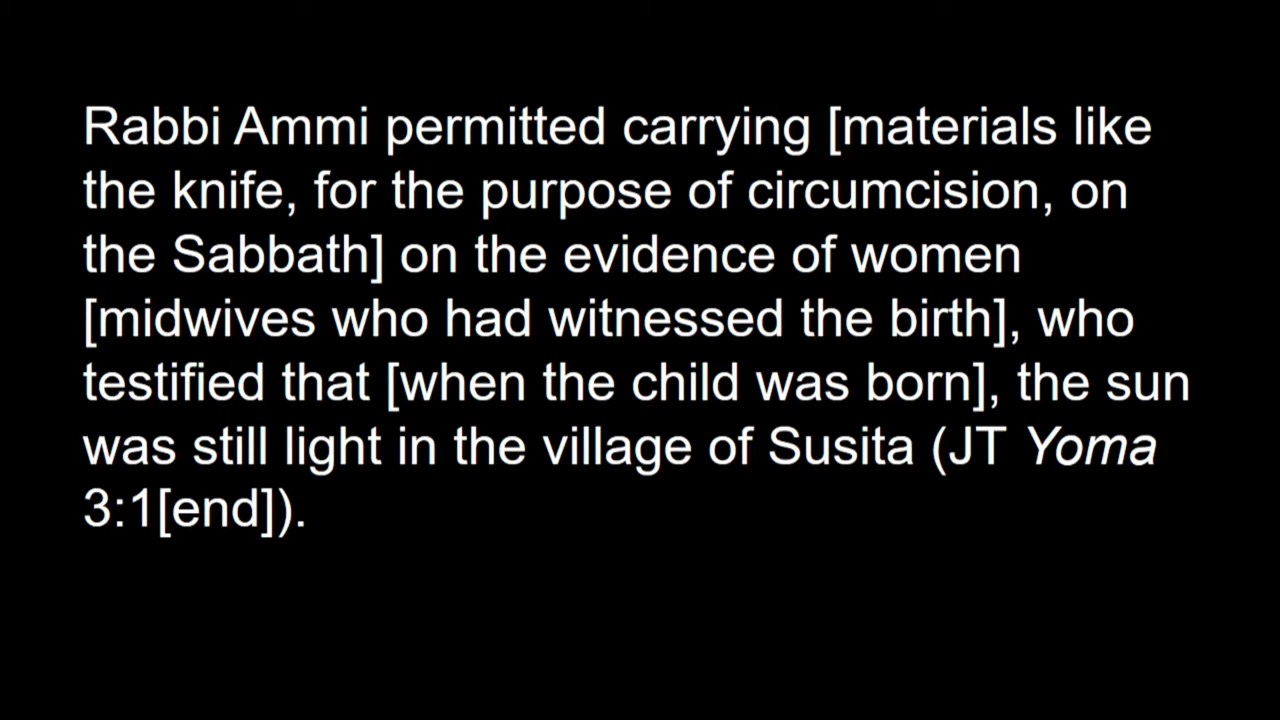 Rabbi Ammi permitted carrying [materials like
the knife, for the purpose of circumcision, on
the Sabbath] on the evidence of women
[midwives who had witnessed the birth], who
testified that [when the child was born], the sun
was still light in the village of Susita (JT Yoma
3:1[end]).